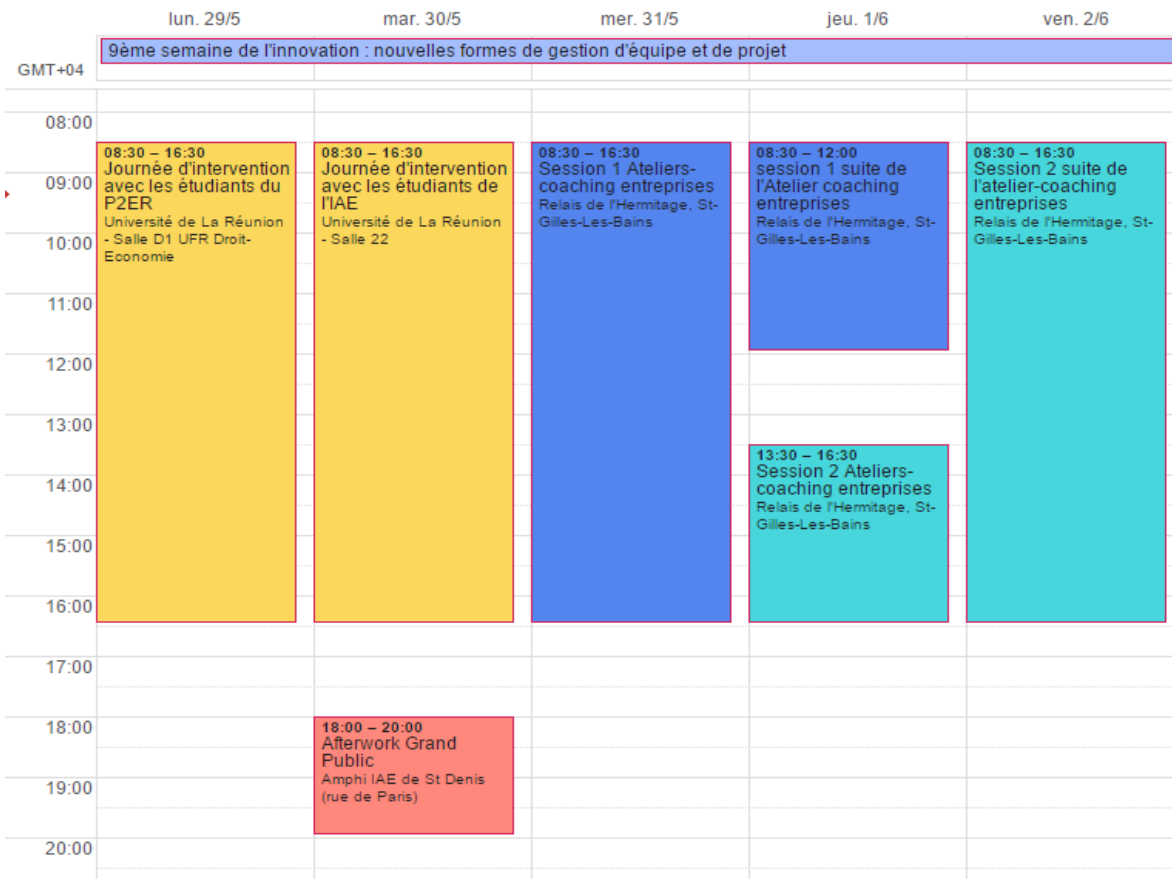 lun. 29/5
mar. 30/5
mer. 31/5
jeu. 1/6
ven. 2/6
9ème semaine de l'innovation : nouvelles formes de gestion d'équipe et de projet
GMT+04
08:00
09:00
10:00
11:00
12:00
13:00
14:00
15:00
16:00
17:00
18:00
19:00
20:00
08:30 – 16:30
Journée d'intervention
avec les étudiants du
P2ER
Université de La Réunion
- Salle D1 UFR Droit-
Economie
08:30 – 16:30
Journée d'intervention
avec les étudiants de
l'IAE
Université de La Réunion
- Salle 22
18:00 – 20:00
Afterwork Grand
Public
Amphi IAE de St Denis
(rue de Paris)
08:30 – 16:30
Session 1 Ateliers-
coaching entreprises
Relais de l'Hermitage, St-
Gilles-Les-Bains
08:30 – 12:00
session 1 suite de
l'Atelier coaching
entreprises
Relais de l'Hermitage, St-
Gilles-Les-Bains
13:30 – 16:30
Session 2 Ateliers-
coaching entreprises
Relais de l'Hermitage, St-
Gilles-Les-Bains
08:30 – 16:30
Session 2 suite de
l'atelier-coaching
entreprises
Relais de l'Hermitage, St-
Gilles-Les-Bains